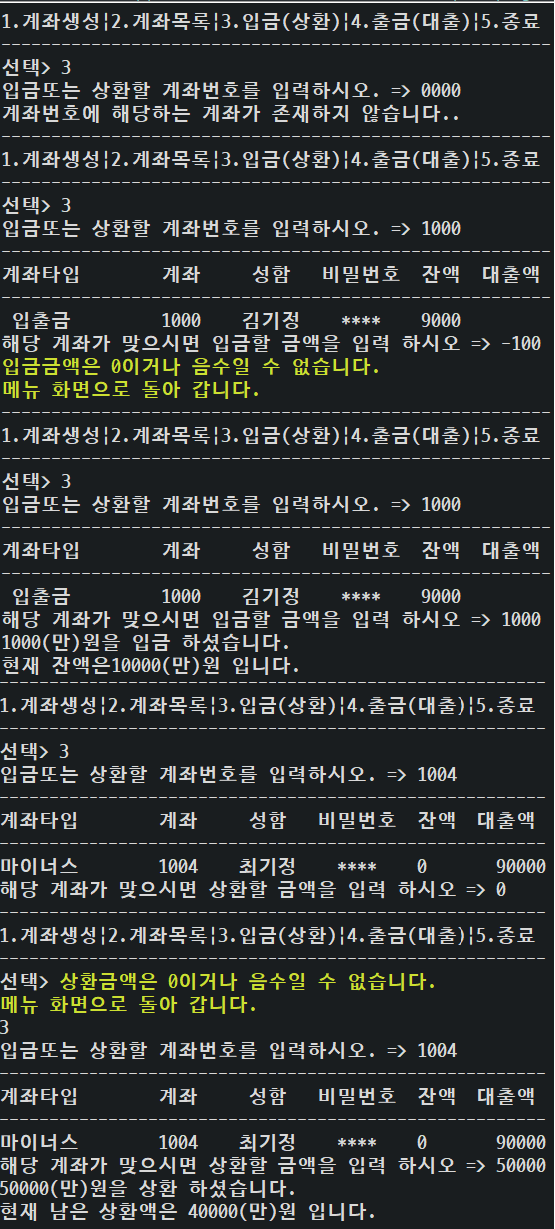 1.계좌생성¦2.계좌목록¦3.입금(상환)¦4.출금(대출)¦5.종료
-------------------------------------------------------
선택> 3
입금또는 상환할 계좌번호를 입력하시오. => 0000
계좌번호에 해당하는 계좌가 존재하지 않습니다..
-------------------------------------------------------
1.계좌생성¦2.계좌목록¦3.입금(상환)¦4.출금(대출)¦5.종료
-------------------------------------------------------
선택> 3
입금또는 상환할 계좌번호를 입력하시오. => 1000
-------------------------------------------------------
계좌타입 계좌 성함 비밀번호 잔액 대출액
-------------------------------------------------------
입출금 1000 김기정 **** 9000
해당 계좌가 맞으시면 입금할 금액을 입력 하시오 => -100
입금금액은 0이거나 음수일 수 없습니다.
메뉴 화면으로 돌아 갑니다.
-------------------------------------------------------
1.계좌생성¦2.계좌목록¦3.입금(상환)¦4.출금(대출)¦5.종료
-------------------------------------------------------
선택> 3
입금또는 상환할 계좌번호를 입력하시오. => 1000
-------------------------------------------------------
계좌타입 계좌 성함 비밀번호 잔액 대출액
-------------------------------------------------------
입출금 1000 김기정 **** 9000
해당 계좌가 맞으시면 입금할 금액을 입력 하시오 => 1000
1000(만)원을 입금 하셨습니다.
현재 잔액은10000(만)원 입니다.
-------------------------------------------------------
1.계좌생성¦2.계좌목록¦3.입금(상환)¦4.출금(대출)¦5.종료
-------------------------------------------------------
선택> 3
입금또는 상환할 계좌번호를 입력하시오. => 1004
-------------------------------------------------------
계좌타입 계좌 성함 비밀번호 잔액 대출액
-------------------------------------------------------
마이너스 1004 최기정 **** 0 90000
해당 계좌가 맞으시면 상환할 금액을 입력 하시오 => 0
-------------------------------------------------------
1.계좌생성¦2.계좌목록¦3.입금(상환)¦4.출금(대출)¦5.종료
-------------------------------------------------------
선택> 상환금액은 0이거나 음수일 수 없습니다.
메뉴 화면으로 돌아 갑니다.
3
입금또는 상환할 계좌번호를 입력하시오. => 1004
-------------------------------------------------------
계좌타입 계좌 성함 비밀번호 잔액 대출액
-------------------------------------------------------
마이너스 1004 최기정 **** 0 90000
해당 계좌가 맞으시면 상환할 금액을 입력 하시오 => 50000
50000(만)원을 상환 하셨습니다.
현재 남은 상환액은 40000(만)원 입니다.